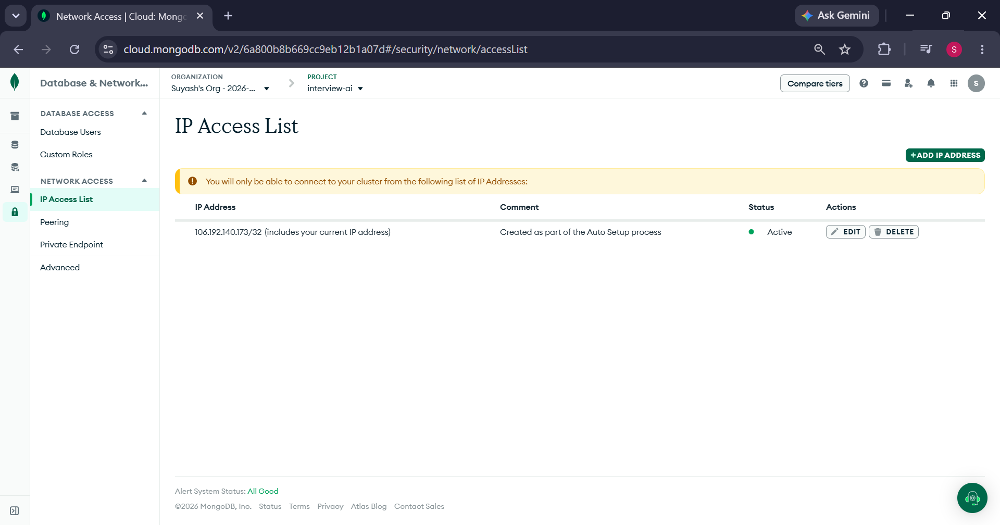 Network Access | Cloud: Mongo
Ask Gemini
cloud.mongodb.com/v2/6a800b8b669cc9eb12b1a07d#/security/network/accessList
S
Database & Network...
ORGANIZATION
Suyash's Org - 2026-...
PROJECT
interview-ai
Compare tiers
S
DATABASE ACCESS
Database Users
Custom Roles
NETWORK ACCESS
IP Access List
Peering
Private Endpoint
Advanced
IP Access List
+ADD IP ADDRESS
You will only be able to connect to your cluster from the following list of IP Addresses:
IP Address Comment Status Actions
106.192.140.173/32 (includes your current IP address) Created as part of the Auto Setup process Active EDIT DELETE
Alert System Status: All Good
©2026 MongoDB, Inc. Status Terms Privacy Atlas Blog Contact Sales